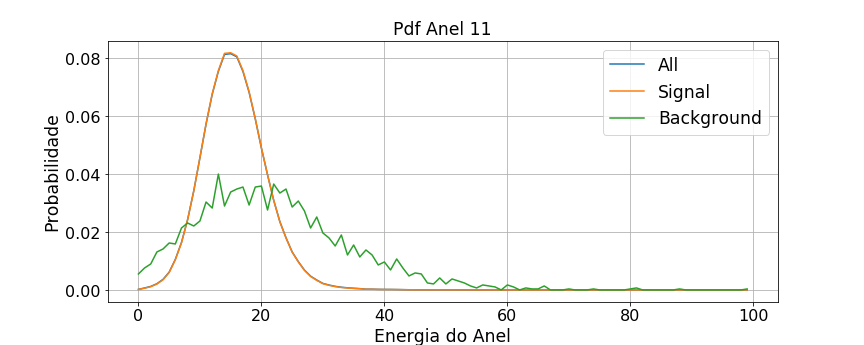 Pdf Anel 11
Probabilidade
0.08
0.06
0.04
0.02
0.00
All
Signal
Background
0 20 40 60 80 100
Energia do Anel